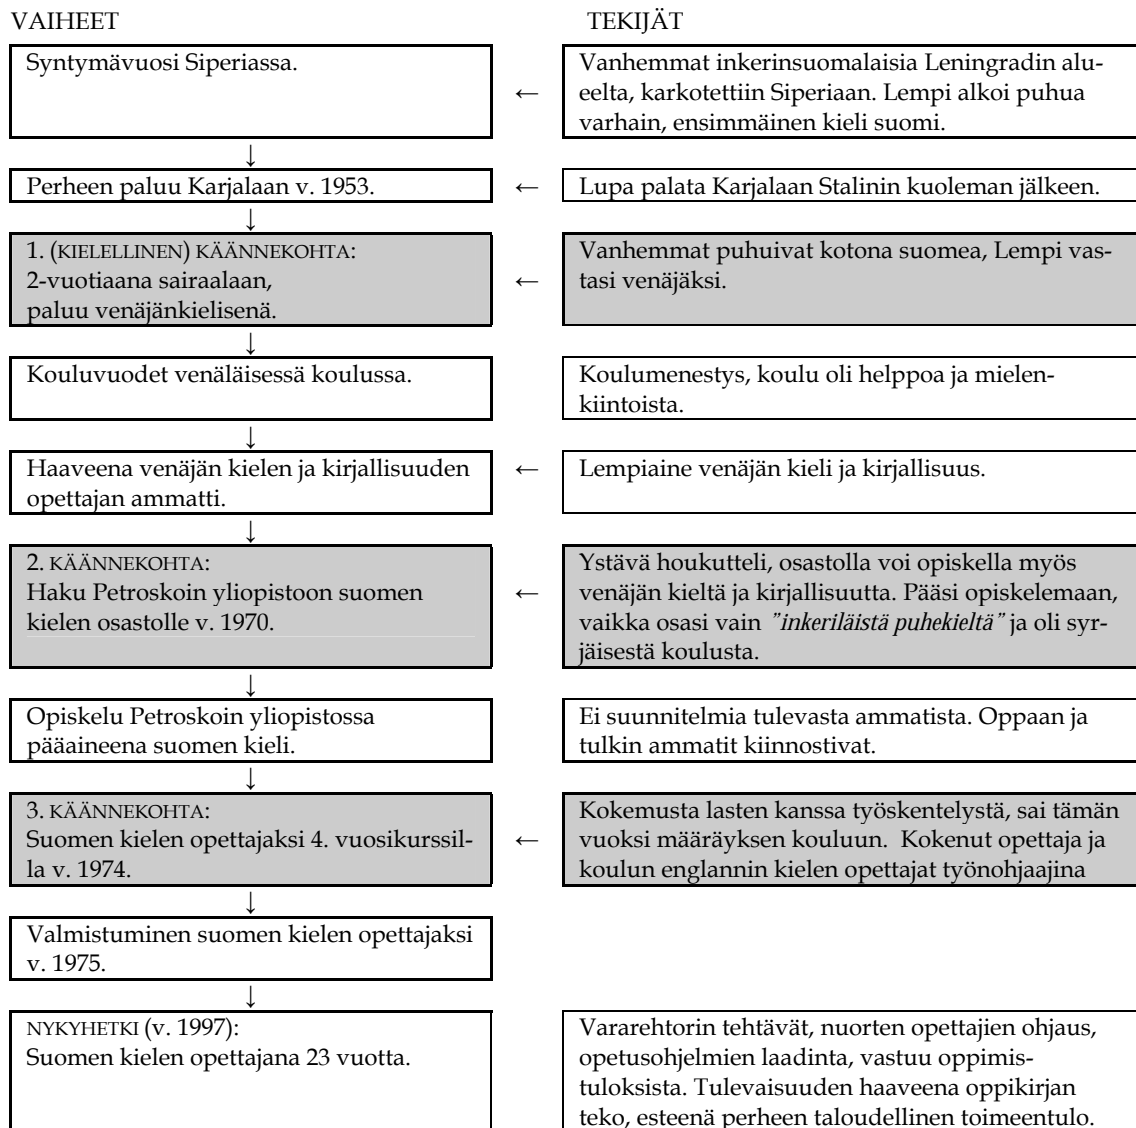 VAIHEET
TEKIJÄT
Syntymävuosi Siperiassa.
←
Vanhemmat inkerinsuomalaisia Leningradin alu-
eelta, karkotettiin Siperiaan. Lempi alkoi puhua
varhain, ensimmäinen kieli suomi.
↓
Perheen paluu Karjalaan v. 1953.
←
Lupa palata Karjalaan Stalinin kuoleman jälkeen.
↓
1. (KIELELLINEN) KÄÄNNEKOHTA:
2-vuotiaana sairaalaan,
paluu venäjänkielisenä.
←
Vanhemmat puhuivat kotona suomea, Lempi vas-
tasi venäjäksi.
↓
Kouluvuodet venäläisessä koulussa.
Koulumenestys, koulu oli helppoa ja mielen-
kiintoista.
↓
Haaveena venäjän kielen ja kirjallisuuden
opettajan ammatti.
←
Lempiaine venäjän kieli ja kirjallisuus.
↓
2. KÄÄNNEKOHTA:
Haku Petroskoin yliopistoon suomen
kielen osastolle v. 1970.
←
Ystävä houkutteli, osastolla voi opiskella myös
venäjän kieltä ja kirjallisuutta. Pääsi opiskelemaan,
vaikka osasi vain ”inkeriläistä puhekieltä” ja oli syr-
jäisestä koulusta.
↓
Opiskelu Petroskoin yliopistossa
pääaineena suomen kieli.
Ei suunnitelmia tulevasta ammatista. Oppaan ja
tulkin ammatit kiinnostivat.
↓
3. KÄÄNNEKOHTA:
Suomen kielen opettajaksi 4. vuosikurssil-
la v. 1974.
←
Kokemusta lasten kanssa työskentelystä, sai tämän
vuoksi määräyksen kouluun. Kokenut opettaja ja
koulun englannin kielen opettajat työnohjaajina
↓
Valmistuminen suomen kielen opettajaksi
v. 1975.
↓
NYKYHETKI (v. 1997):
Suomen kielen opettajana 23 vuotta.
Vararehtorin tehtävät, nuorten opettajien ohjaus,
opetusohjelmien laadinta, vastuu oppimis-
tuloksista. Tulevaisuuden haaveena oppikirjan
teko, esteenä perheen taloudellinen toimeentulo.